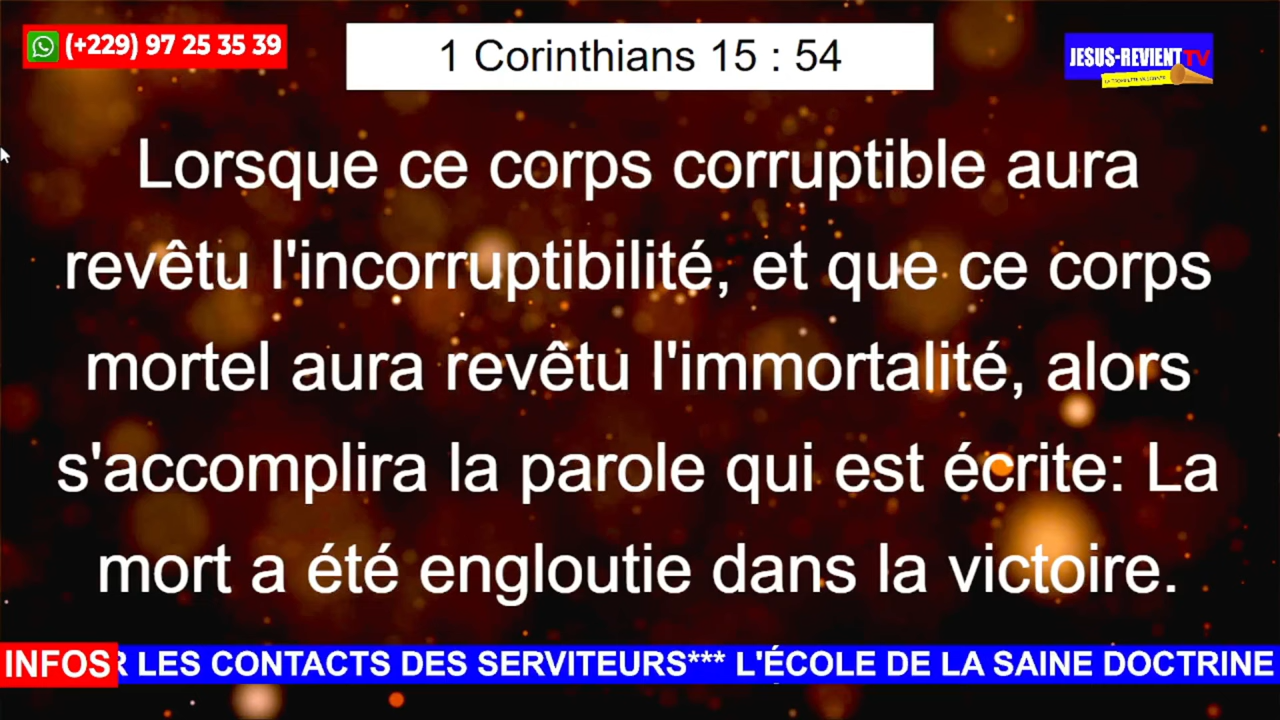 (+229) 97 25 35 39
1 Corinthians 15 : 54
JESUS-REVIENT TV
Lorsque ce corps corruptible aura
revêtu l'incorruptibilité, et que ce corps
mortel aura revêtu l'immortalité, alors
s'accomplira la parole qui est écrite: La
mort a été engloutie dans la victoire.
INFOS R LES CONTACTS DES SERVITEURS*** L'ÉCOLE DE LA SAINE DOCTRINE